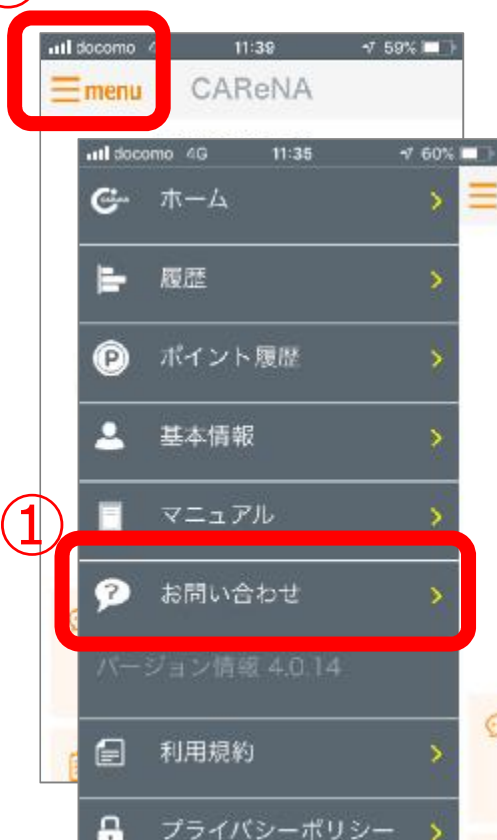 docomo 4 11:39 59%
menu CAReNA
docomo 4G 11:35 60%
ホーム
履歴
P ポイント履歴
基本情報
マニュアル
①
? お問い合わせ
バージョン情報 4.0.14
利用規約
プライバシーポリシー